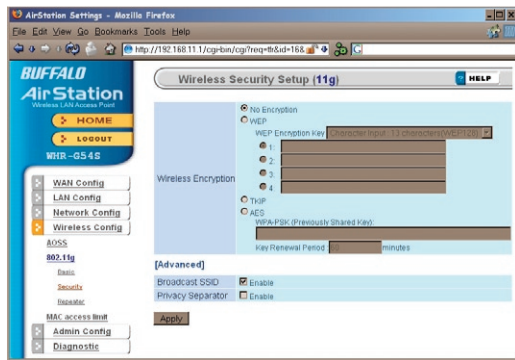 AirStation Settings - Mozilla Firefox
File Edit View Go Bookmarks Tools Help
http://192.168.11.1/cgi-bin/cgi?req=tfr&id=16&
BUFFALO
AirStation
Wireless LAN Access Point
HOME
LOGOUT
WHR-G54S
WAN Config
LAN Config
Network Config
Wireless Config
AOSS
802.11g
Basic
Security
Repeater
MAC access limit
Admin Config
Diagnostic
Wireless Security Setup (11g)
HELP
Wireless Encryption
No Encryption
WEP
WEP Encryption Key Character Input : 13 characters(WEP128)
1:
2:
3:
4:
TKIP
AES
WPA-PSK (Previously Shared Key):
Key Renewal Period 60 minutes
[Advanced]
Broadcast SSID Enable
Privacy Separator Enable
Apply